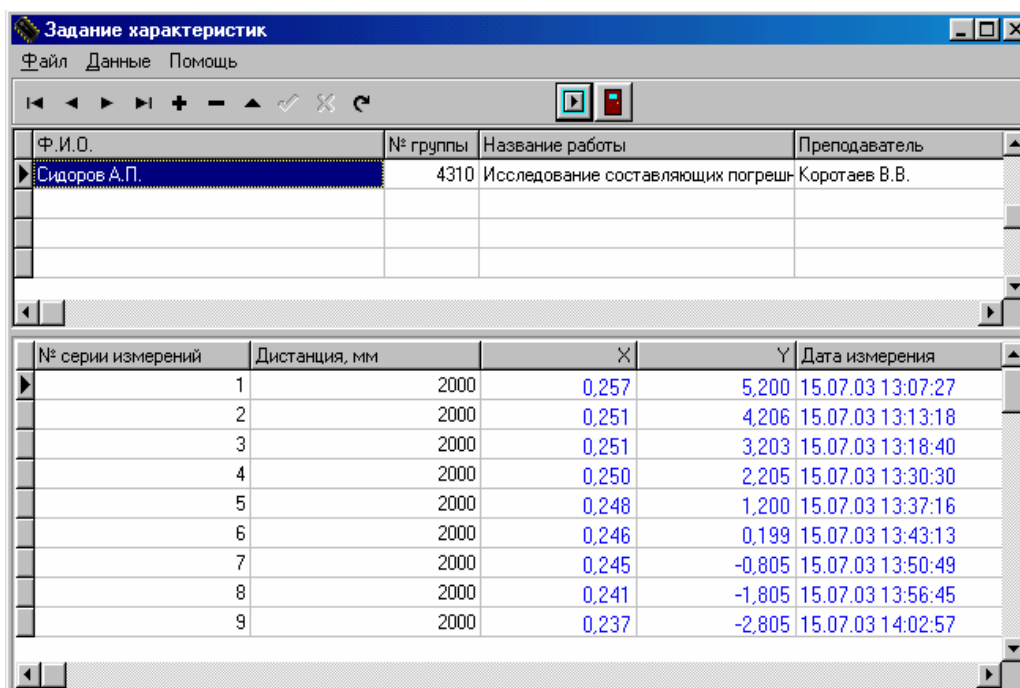 Задание характеристик
Файл Данные Помощь
Ф.И.О. № группы Название работы Преподаватель
Сидоров А.П. 4310 Исследование составляющих погрешн Коротаев В.В.
№ серии измерений Дистанция, мм X Y Дата измерения
1 2000 0,257 5,200 15.07.03 13:07:27
2 2000 0,251 4,206 15.07.03 13:13:18
3 2000 0,251 3,203 15.07.03 13:18:40
4 2000 0,250 2,205 15.07.03 13:30:30
5 2000 0,248 1,200 15.07.03 13:37:16
6 2000 0,246 0,199 15.07.03 13:43:13
7 2000 0,245 -0,805 15.07.03 13:50:49
8 2000 0,241 -1,805 15.07.03 13:56:45
9 2000 0,237 -2,805 15.07.03 14:02:57